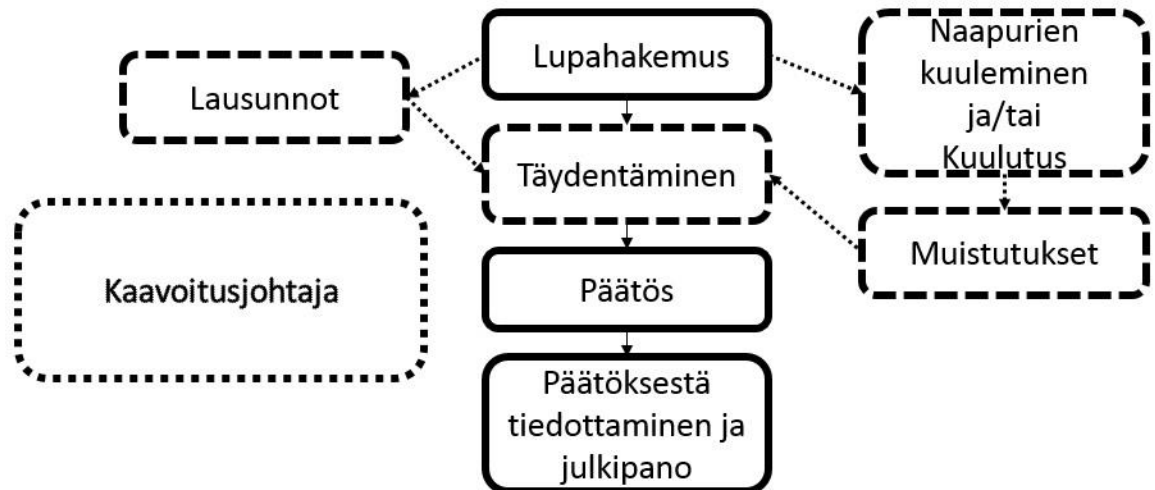 Lupahakemus
Lausunnot
Naapurien
kuuleminen
ja/tai
Kuulutus
Täydentäminen
Muistutukset
Kaavoitusjohtaja
Päätös
Päätöksestä
tiedottaminen ja
julkipano